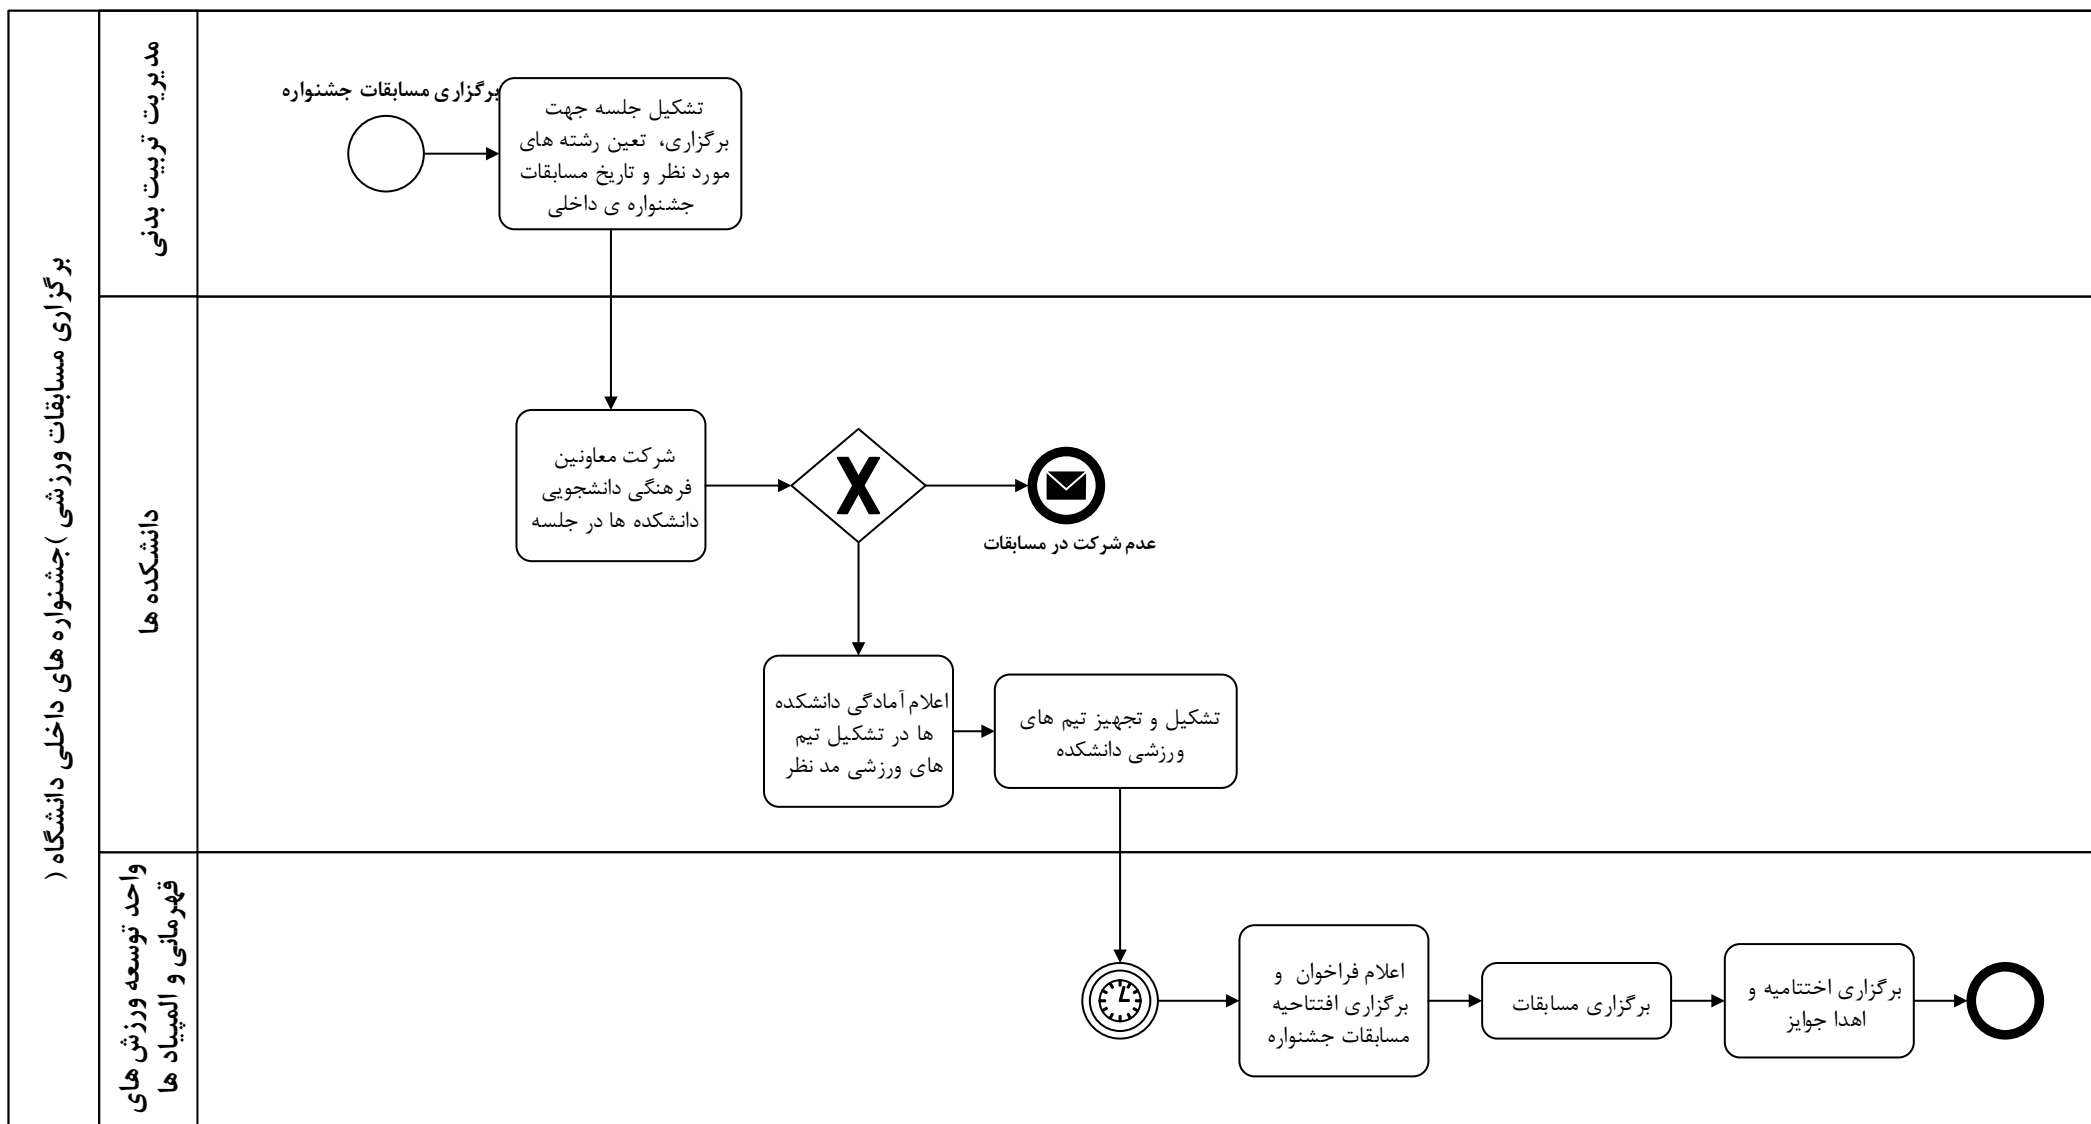 برگزاری مسابقات ورزشی )جشنواره های داخلی دانشگاه (
مدیریت تربیت بدنی
برگزاری مسابقات جشنواره
تشکیل جلسه جهت
برگزاری، تعین رشته های
مورد نظر و تاریخ مسابقات
جشنواره ی داخلی
دانشکده ها
شرکت معاونین
فرهنگی دانشجویی
دانشکده ها در جلسه
X
عدم شرکت در مسابقات
اعلام آمادگی دانشکده
ها در تشکیل تیم
های ورزشی مد نظر
تشکیل و تجهیز تیم های
ورزشی دانشکده
واحد توسعه ورزش های
قهرمانی و المپیاد ها
اعلام فراخوان و
برگزاری افتتاحیه
مسابقات جشنواره
برگزاری مسابقات
برگزاری اختتامیه و
اهدا جوایز